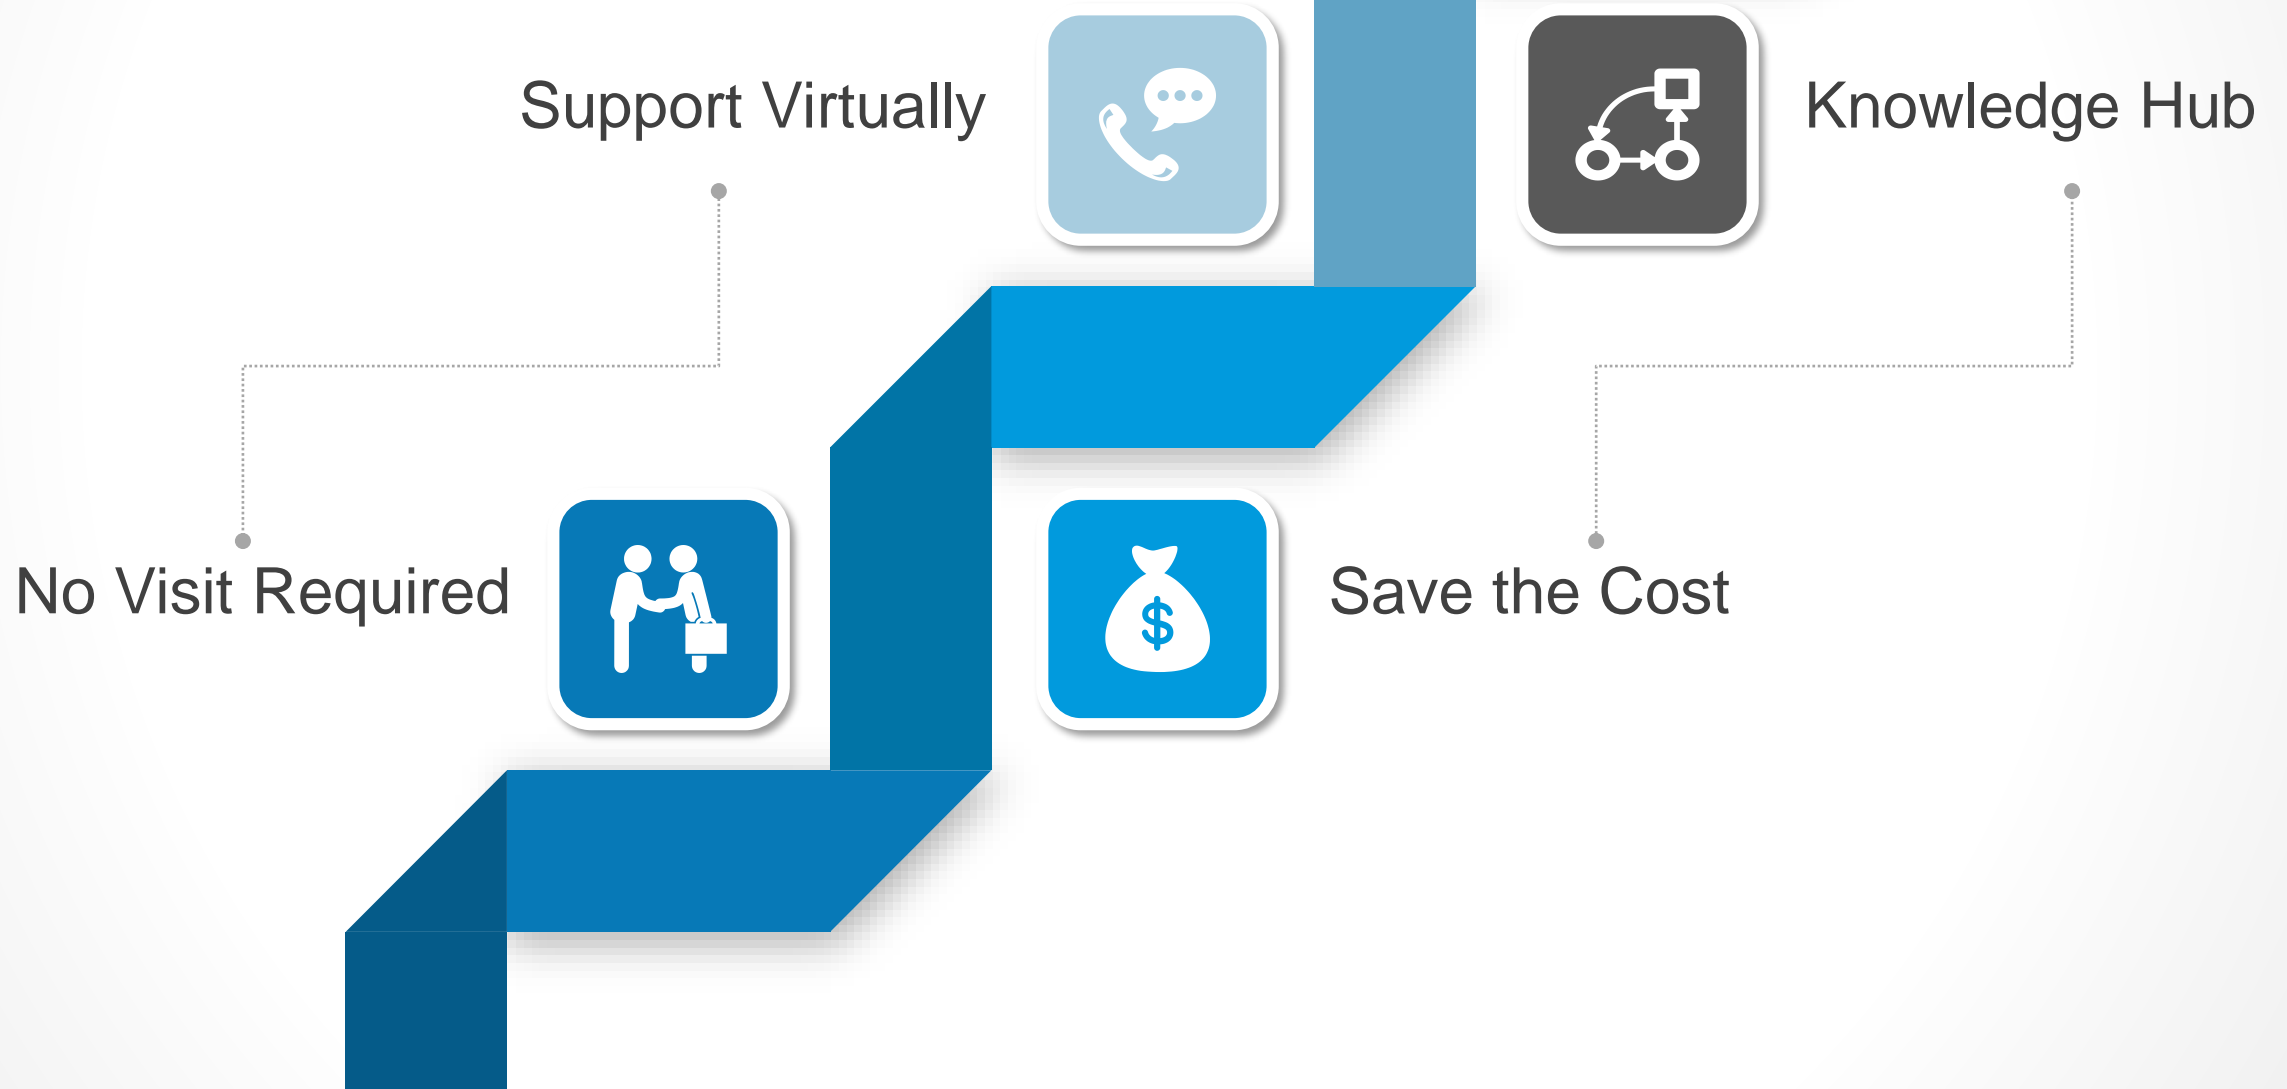 Support Virtually
Knowledge Hub
No Visit Required
Save the Cost
$